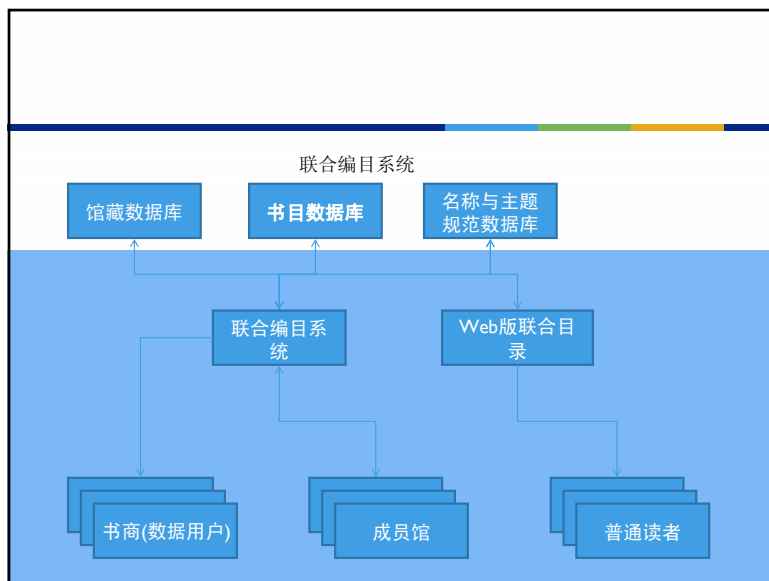 联合编目系统
馆藏数据库
书目数据库
名称与主题
规范数据库
联合编目系
统
Web版联合目
录
书商(数据用户)
成员馆
普通读者